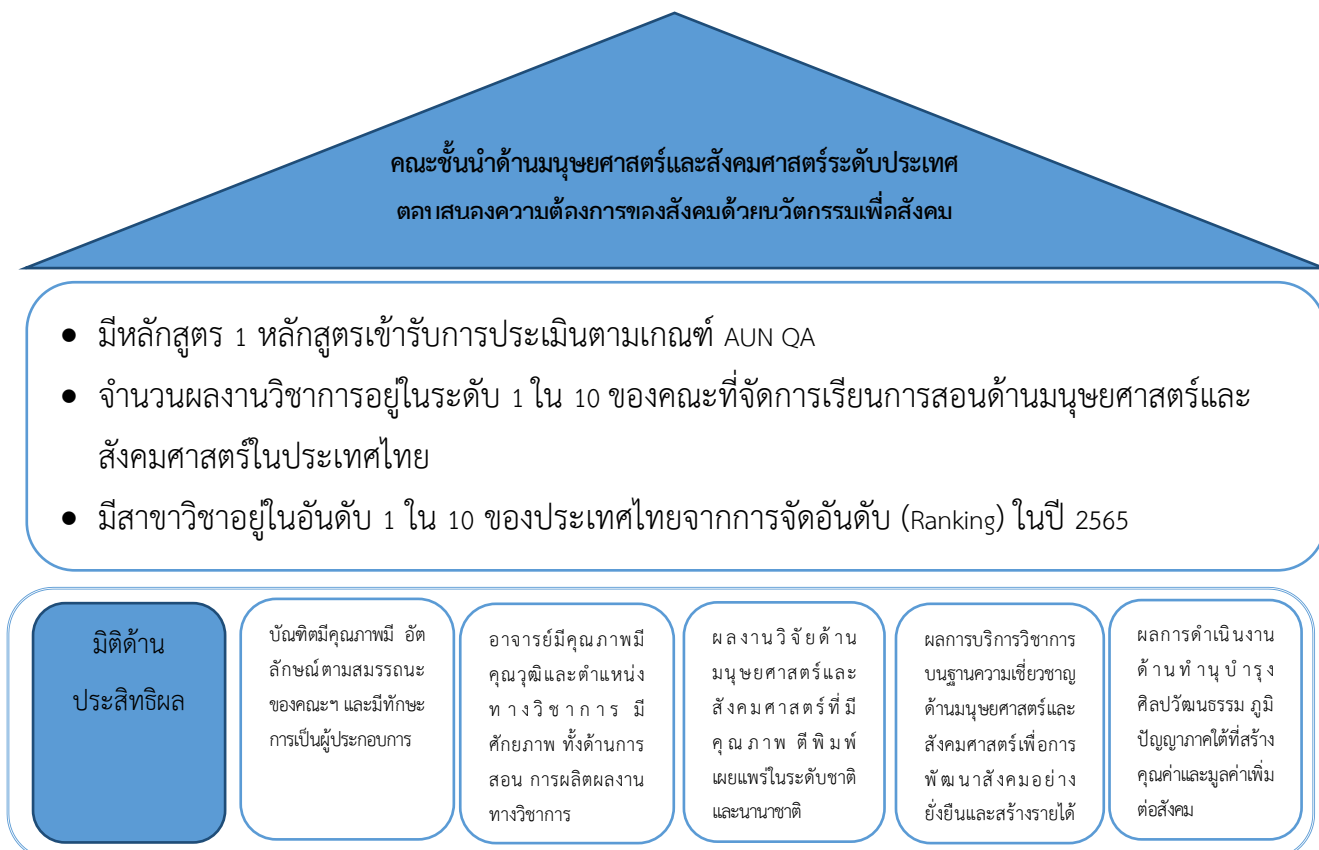 คณะชั้นนำด้านมนุษยศาสตร์และสังคมศาสตร์ระดับประเทศ
ตอบสนองความต้องการของสังคมด้วยนวัตกรรมเพื่อสังคม
• มีหลักสูตร 1 หลักสูตรเข้ารับการประเมินตามเกณฑ์ AUN QA
• จำนวนผลงานวิชาการอยู่ในระดับ 1 ใน 10 ของคณะที่จัดการเรียนการสอนด้านมนุษยศาสตร์และ
สังคมศาสตร์ในประเทศไทย
• มีสาขาวิชาอยู่ในอันดับ 1 ใน 10 ของประเทศไทยจากการจัดอันดับ (Ranking) ในปี 2565
มิติด้าน
ประสิทธิผล
บัณฑิตมีคุณภาพมี อัต
ลักษณ์ตามสมรรถนะ
ของคณะฯ และมีทักษะ
การเป็นผู้ประกอบการ
อาจารย์มีคุณภาพมี
คุณวุฒิและตำแหน่ง
ทางวิชาการ มี
ศักยภาพ ทั้งด้านการ
สอน การผลิตผลงาน
ทางวิชาการ
ผลงานวิจัยด้าน
มนุษยศาสตร์และ
สังคมศาสตร์ที่มี
คุณภาพ ตีพิมพ์
เผยแพร่ในระดับชาติ
และนานาชาติ
ผลการบริการวิชาการ
บนฐานความเชี่ยวชาญ
ด้านมนุษยศาสตร์และ
สังคมศาสตร์เพื่อการ
พัฒนาสังคมอย่าง
ยั่งยืนและสร้างรายได้
ผลการดำเนินงาน
ด้านทำนุบำรุง
ศิลปวัฒนธรรม ภูมิ
ปัญญาภาคใต้ที่สร้าง
คุณค่าและมูลค่าเพิ่ม
ต่อสังคม